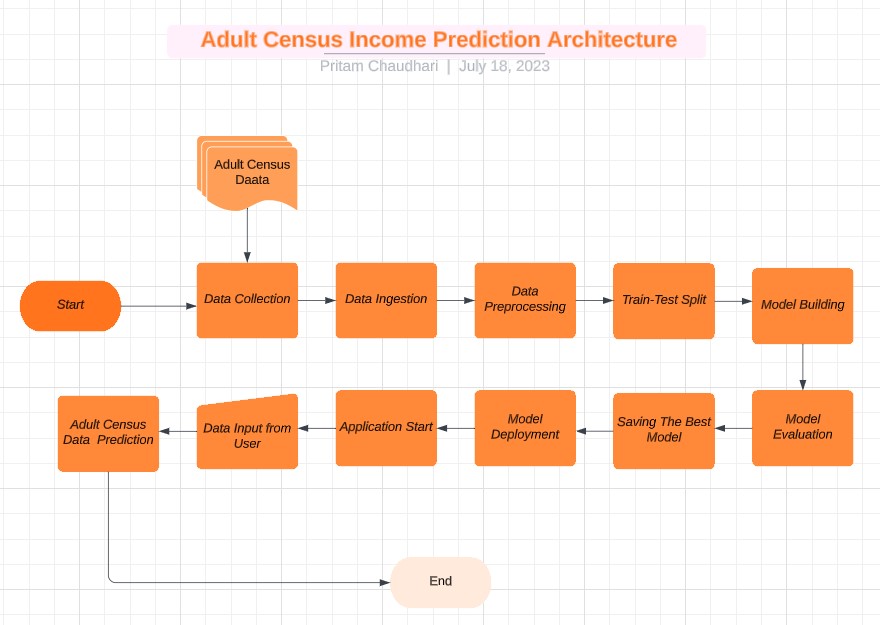 Adult Census Income Prediction Architecture
Pritam Chaudhari | July 18, 2023
Adult Census
Daata
Start
Data Collection
Data Ingestion
Data
Preprocessing
Train-Test Split
Model Building
Adult Census
Data Prediction
Data Input from
User
Application Start
Model
Deployment
Saving The Best
Model
Model
Evaluation
End